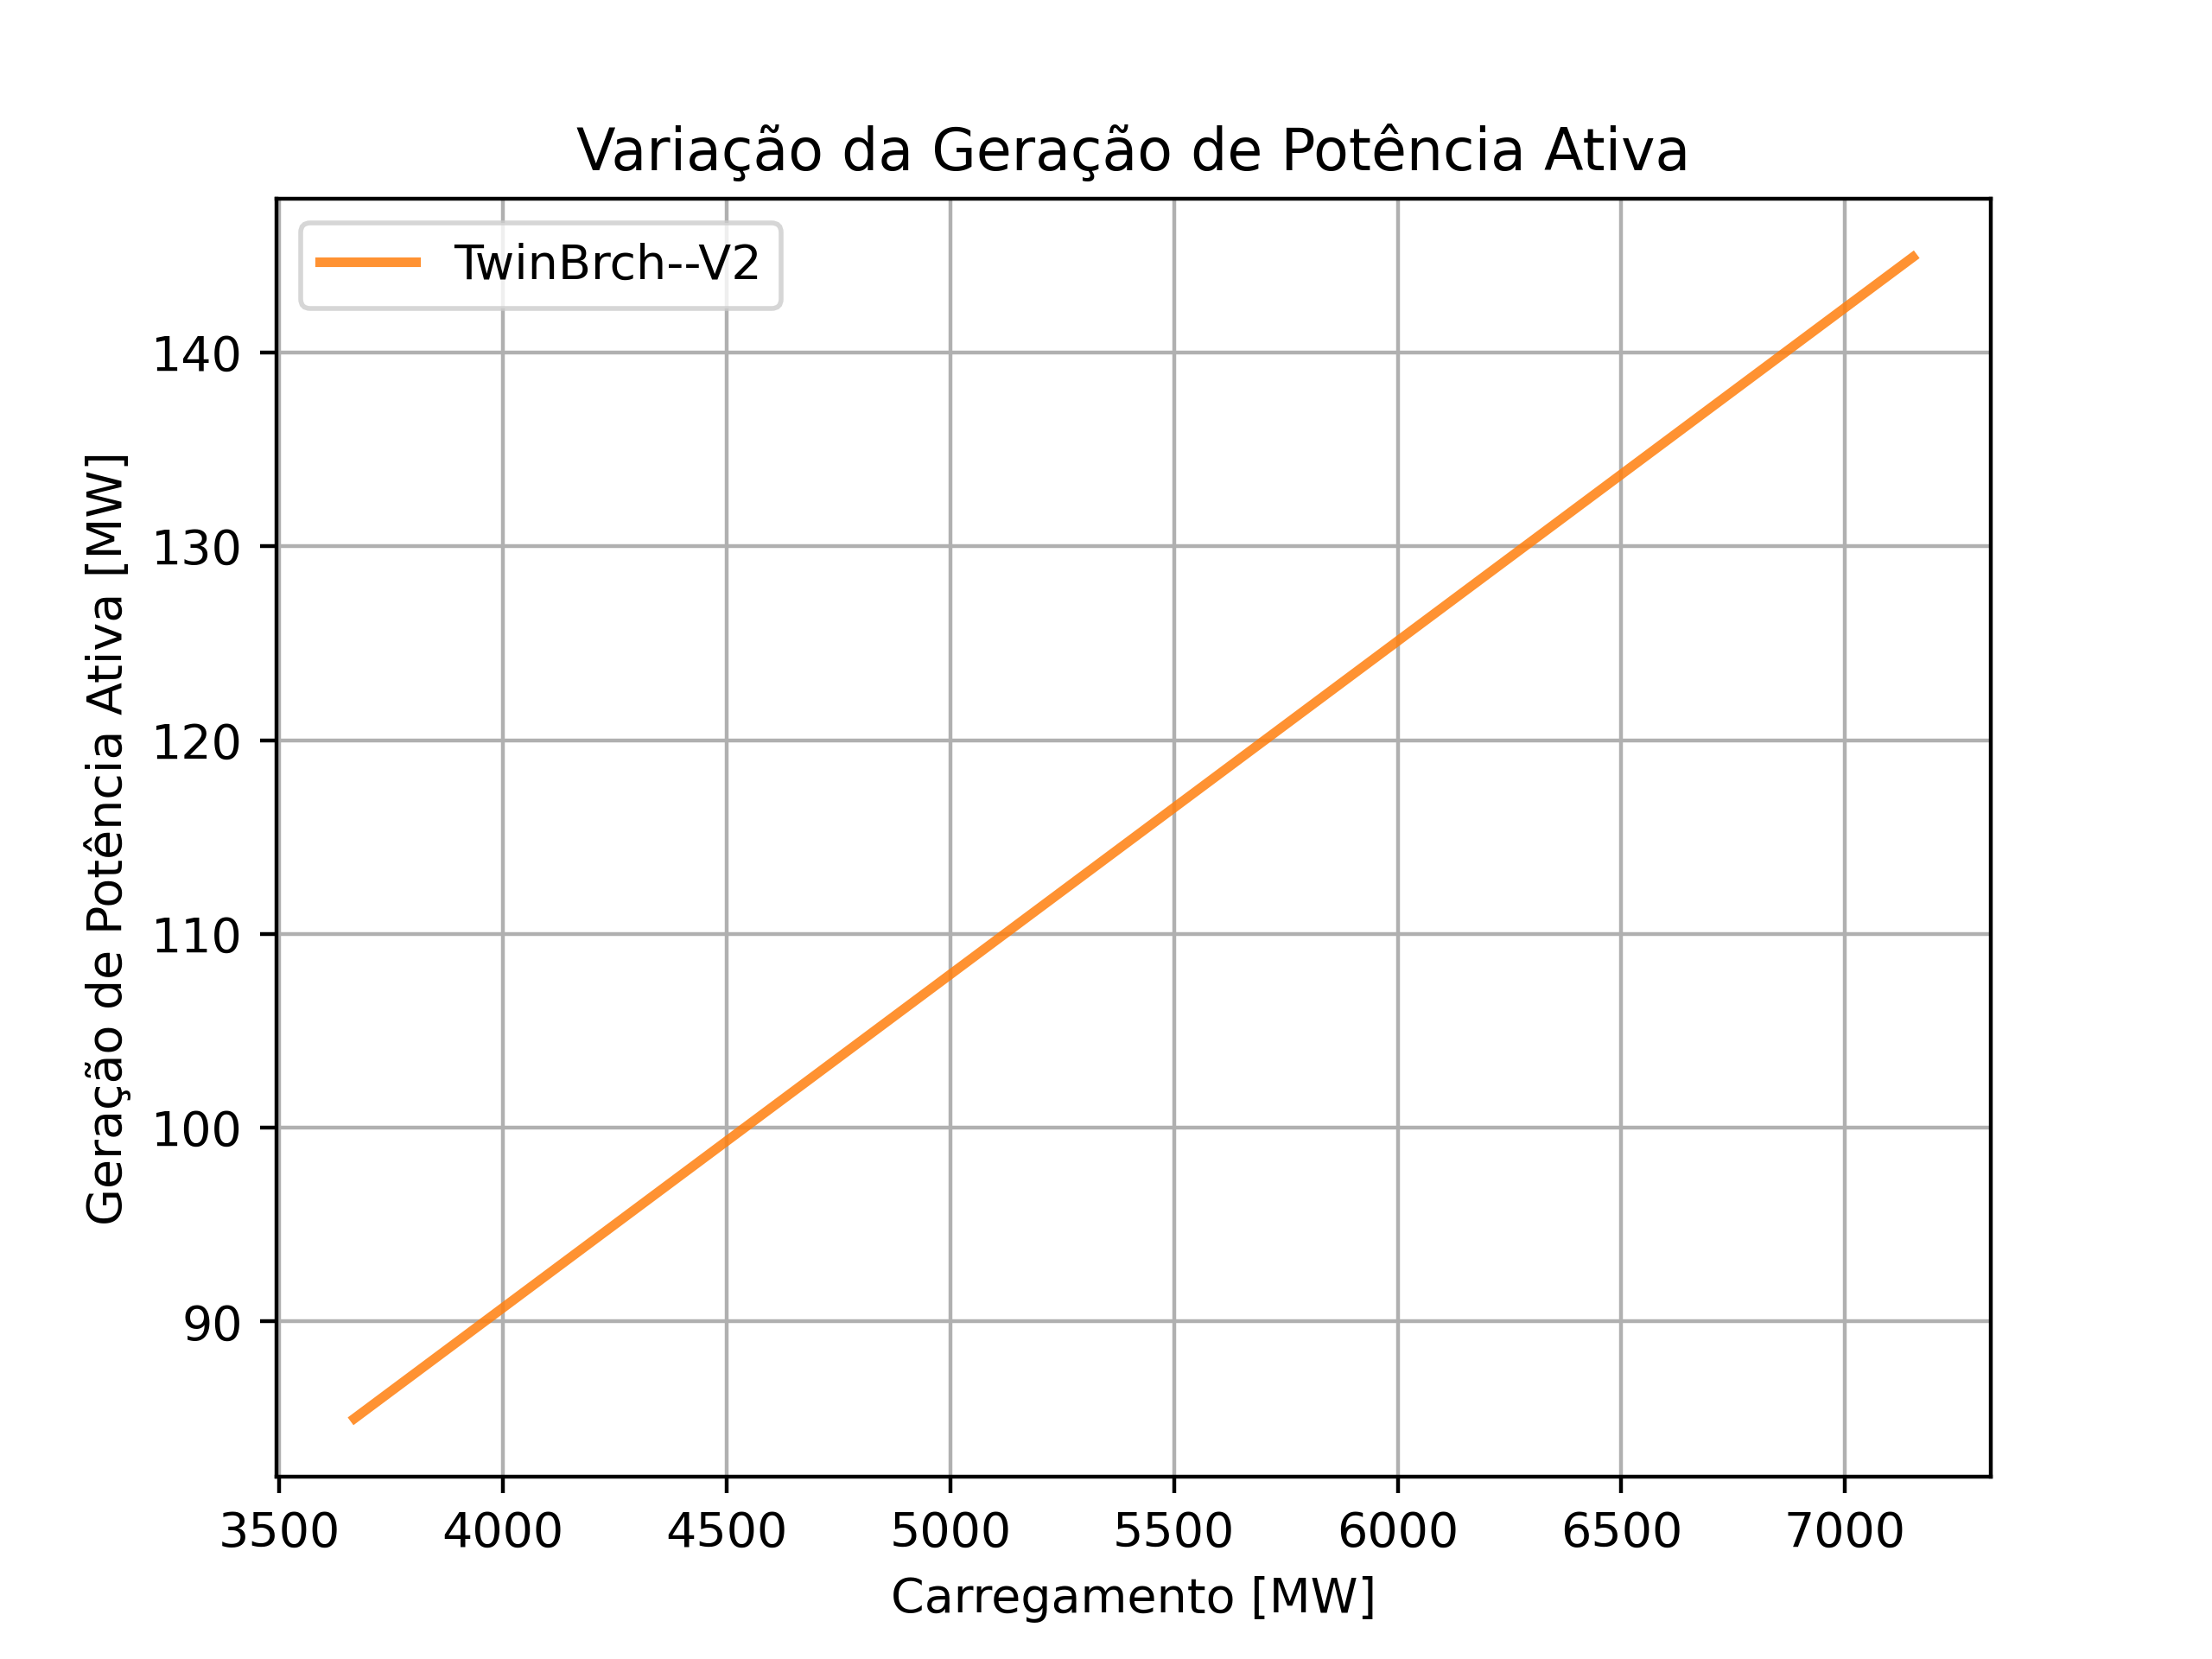 Variação da Geração de Potência Ativa
TwinBrch--V2
Geração de Potência Ativa [MW]
140
130
120
110
100
90
3500 4000 4500 5000 5500 6000 6500 7000
Carregamento [MW]